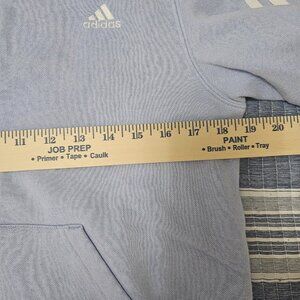 adidas
11 12 13 14 15 16 17 18 19 20
JOB PREP
• Primer • Tape • Caulk
PAINT
• Brush • Roller • Tray